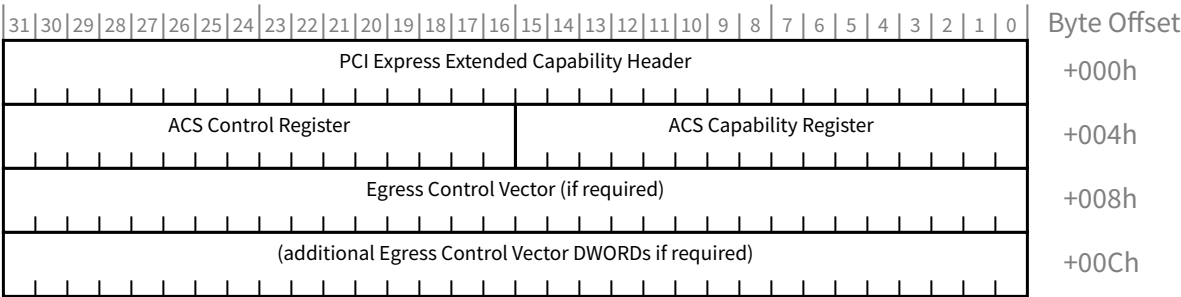 31 30 29 28 27 26 25 24 23 22 21 20 19 18 17 16 15 14 13 12 11 10 9 8 7 6 5 4 3 2 1 0 Byte Offset
PCI Express Extended Capability Header +000h
ACS Control Register ACS Capability Register +004h
Egress Control Vector (if required) +008h
(additional Egress Control Vector DWORDs if required) +00Ch